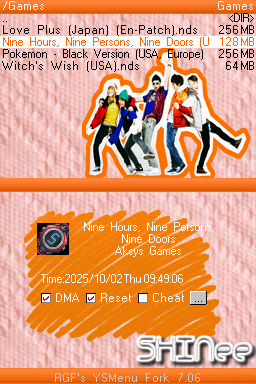 /Games Games
.. <DIR>
Love Plus (Japan) (En-Patch).nds 256MB
Nine Hours, Nine Persons, Nine Doors (U 128MB
Pokemon - Black Version (USA, Europe) 256MB
Witch's Wish (USA).nds 64MB
Nine Hours, Nine Persons,
Nine Doors
Aksys Games
Time:2025/10/02Thu 09:49:06
DMA Reset Cheat ...
SHINee
RGF's YSMenu Fork 7.06